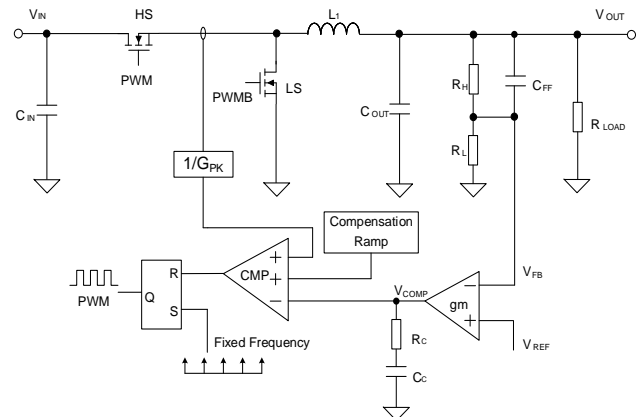 VIN
HS
L1
VOUT
PWM
PWMB
LS
CIN
COUT
RH
CFF
RL
RLOAD
1/GPK
Compensation
Ramp
+
+
−
CMP
PWM
Q
R
S
Fixed Frequency
VCOMP
gm
−
+
VFB
VREF
RC
CC